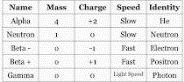 Name Mass Charge Speed Identity
Alpha 4 +2 Slow He
Neutron 1 0 Slow Neutron
Beta - 0 -1 Fast Electron
Beta + 0 +1 Fast Positron
Gamma 0 0 Light Speed Photon